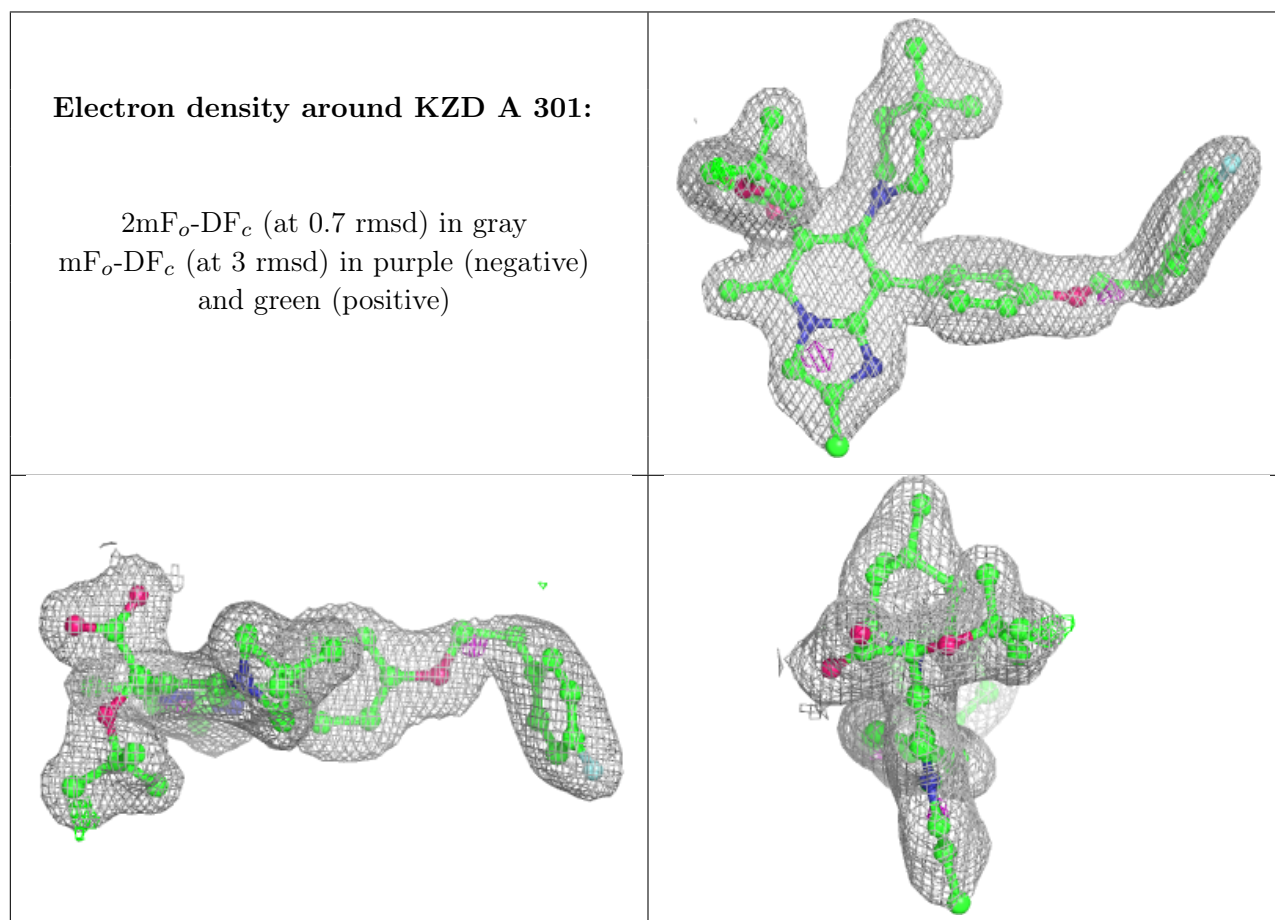 Electron density around KZD A 301:
2mFo-DFc (at 0.7 rmsd) in gray
mFo-DFc (at 3 rmsd) in purple (negative)
and green (positive)